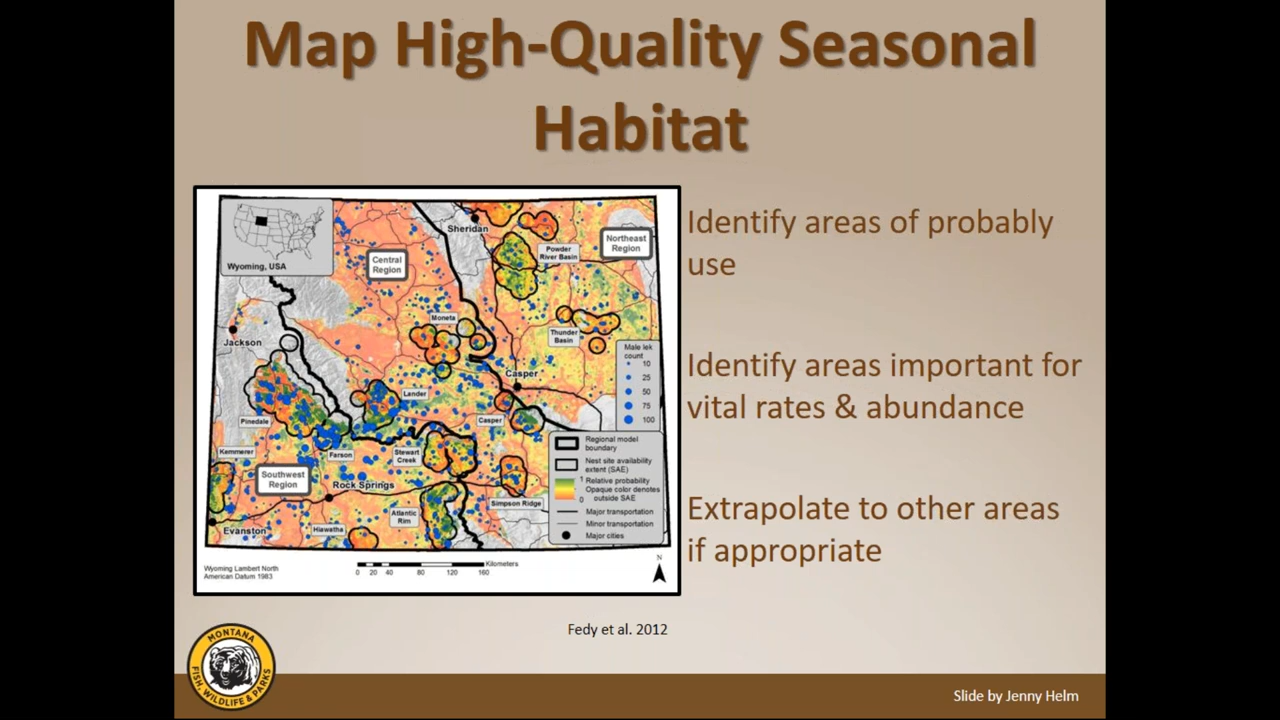 Map High-Quality Seasonal
Habitat
Wyoming, USA
Sheridan
Central
Region
Powder
River Basin
Northeast
Region
Moneta
Jackson
Thunder
Basin
Male lek
count
10
25
50
75
100
Casper
Lander
Pinedale
Casper
Kemmerer
Farson
Stewart
Creek
Southwest
Region
Rock Springs
Simpson Ridge
Atlantic
Rim
Evanston
Hiawatha
Regional model
boundary
Nest site availability
extent (SAE)
1 Relative probability
Opaque color denotes
0 outside SAE
Major transportation
Minor transportation
Major cities
Wyoming Lambert North
American Datum 1983
Kilometers
0 20 40 80 120 160
N
Identify areas of probably
use
Identify areas important for
vital rates & abundance
Extrapolate to other areas
if appropriate
Fedy et al. 2012
MONTANA
FISH, WILDLIFE & PARKS
Slide by Jenny Helm